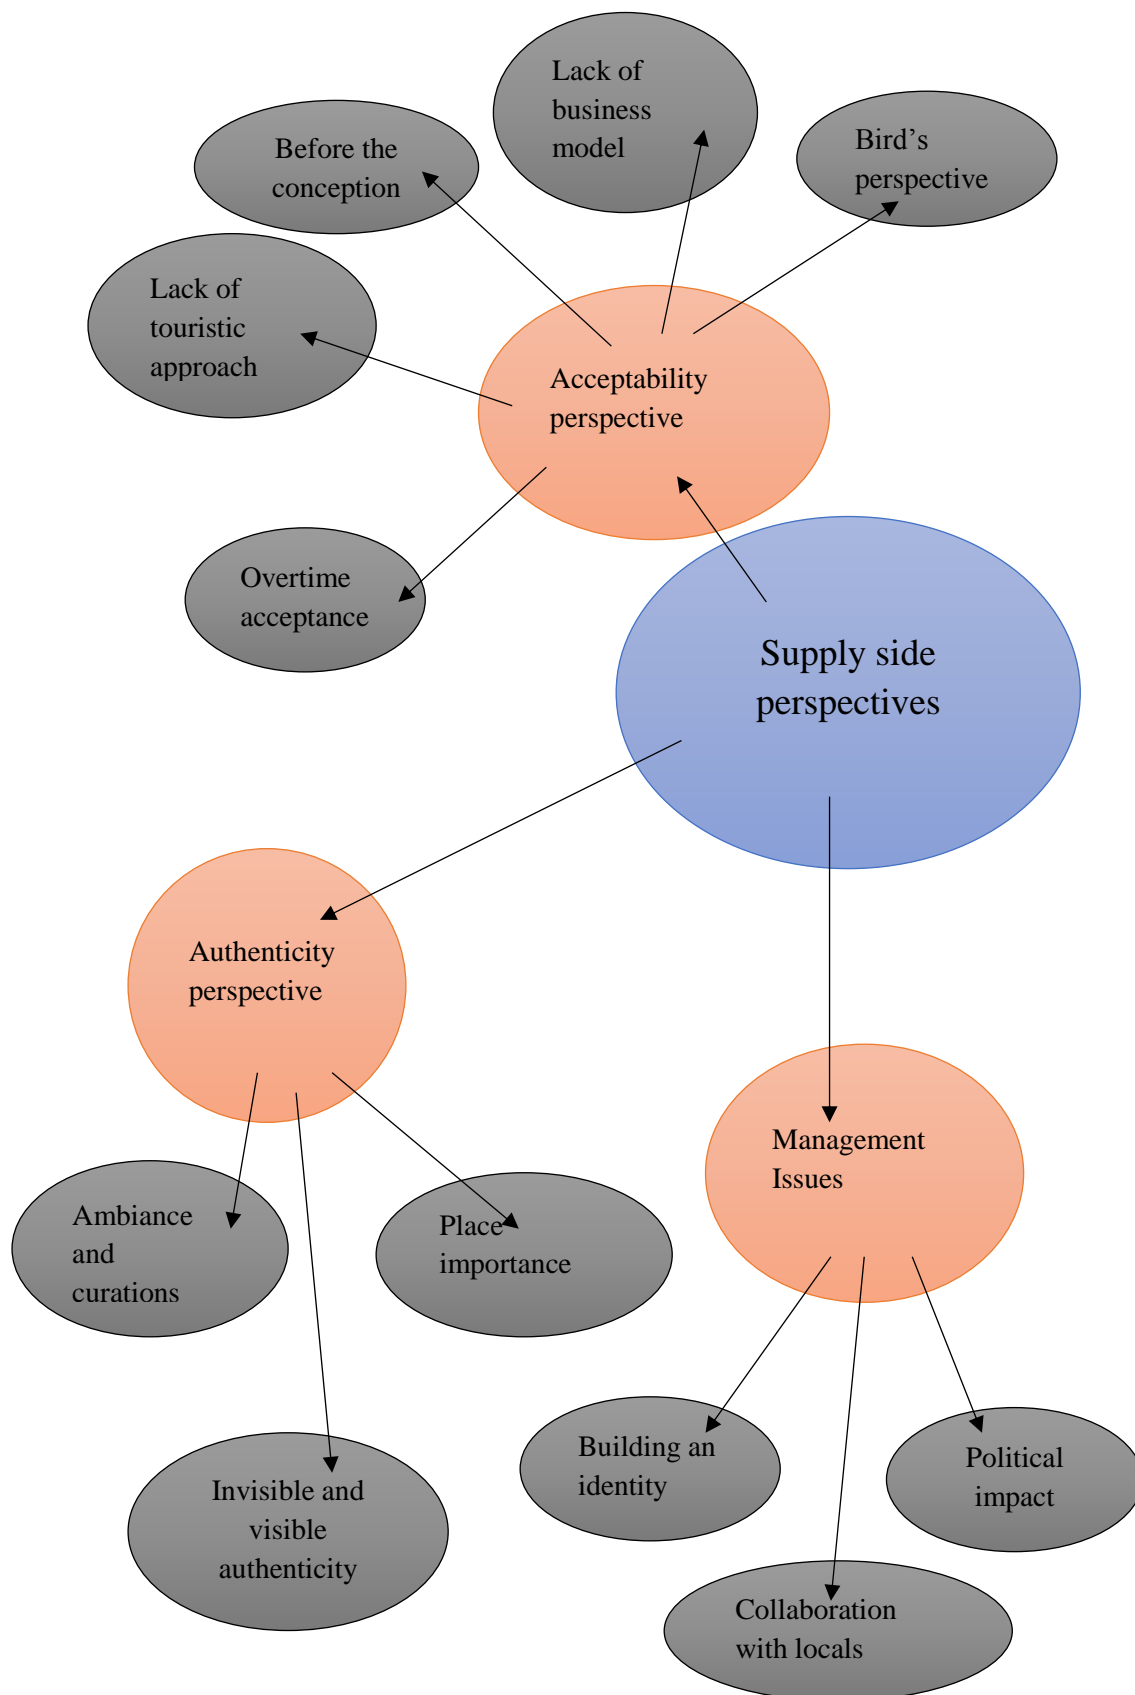 Lack of
business
model
Before the
conception
Bird’s
perspective
Lack of
touristic
approach
Acceptability
perspective
Overtime
acceptance
Supply side
perspectives
Authenticity
perspective
Management
Issues
Ambiance
and
curations
Place
importance
Building an
identity
Political
impact
Invisible and
visible
authenticity
Collaboration
with locals